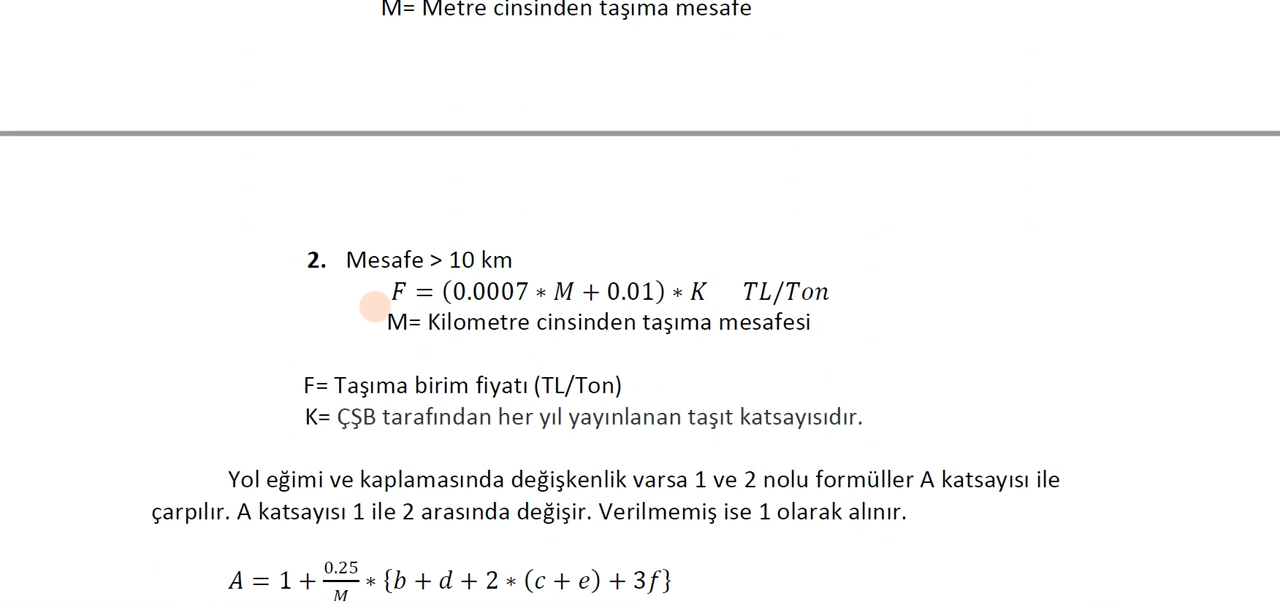 M= Metre cinsinden taşıma mesafe
2. Mesafe > 10 km
F = (0.0007 ∗ M + 0.01) ∗ K TL/Ton
M= Kilometre cinsinden taşıma mesafesi
F= Taşıma birim fiyatı (TL/Ton)
K= ÇŞB tarafından her yıl yayınlanan taşıt katsayısıdır.
Yol eğimi ve kaplamasında değişkenlik varsa 1 ve 2 nolu formüller A katsayısı ile
çarpılır. A katsayısı 1 ile 2 arasında değişir. Verilmemiş ise 1 olarak alınır.
A = 1 + 0.25/M ∗ {b + d + 2 ∗ (c + e) + 3f}